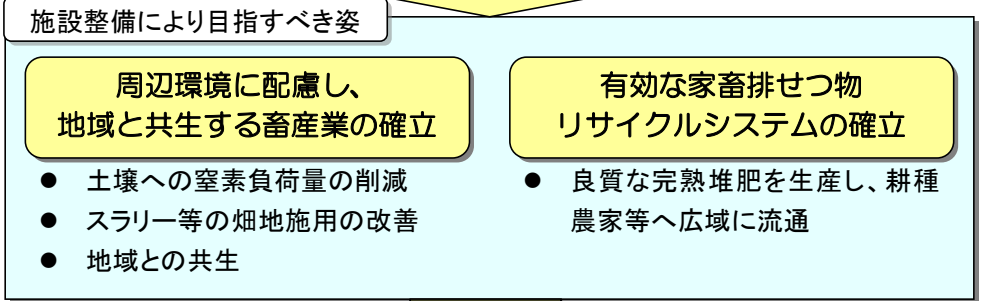 施設整備により目指すべき姿
周辺環境に配慮し、
地域と共生する畜産業の確立
● 土壌への窒素負荷量の削減
● スラリー等の畑地施用の改善
● 地域との共生
有効な家畜排せつ物
リサイクルシステムの確立
● 良質な完熟堆肥を生産し、耕種
農家等へ広域に流通